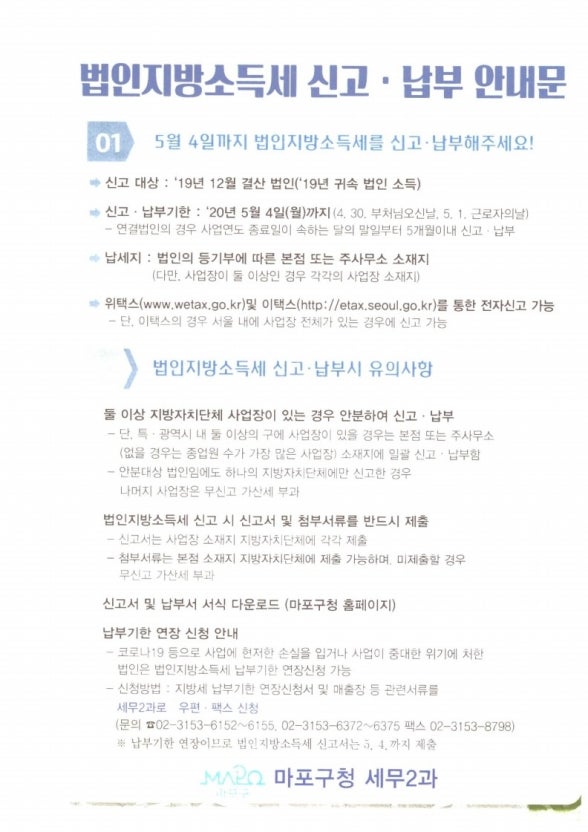 법인지방소득세 신고·납부 안내문
01 5월 4일까지 법인지방소득세를 신고·납부해주세요!
➡ 신고 대상 : '19년 12월 결산 법인('19년 귀속 법인 소득)
➡ 신고·납부기한 : '20년 5월 4일(월)까지(4. 30. 부처님오신날, 5. 1. 근로자의날)
– 연결법인의 경우 사업연도 종료일이 속하는 달의 말일부터 5개월이내 신고·납부
➡ 납세지 : 법인의 등기부에 따른 본점 또는 주사무소 소재지
(다만, 사업장이 둘 이상인 경우 각각의 사업장 소재지)
➡ 위택스(www.wetax.go.kr)및 이택스(http://etax.seoul.go.kr)를 통한 전자신고 가능
– 단, 이택스의 경우 서울 내에 사업장 전체가 있는 경우에 신고 가능
법인지방소득세 신고·납부시 유의사항
둘 이상 지방자치단체 사업장이 있는 경우 안분하여 신고·납부
– 단, 특·광역시 내 둘 이상의 구에 사업장이 있을 경우는 본점 또는 주사무소
(없을 경우는 종업원 수가 가장 많은 사업장) 소재지에 일괄 신고·납부함
– 안분대상 법인임에도 하나의 지방자치단체에만 신고한 경우
나머지 사업장은 무신고 가산세 부과
법인지방소득세 신고 시 신고서 및 첨부서류를 반드시 제출
– 신고서는 사업장 소재지 지방자치단체에 각각 제출
– 첨부서류는 본점 소재지 지방자치단체에 제출 가능하며, 미제출할 경우
무신고 가산세 부과
신고서 및 납부서 서식 다운로드 (마포구청 홈페이지)
납부기한 연장 신청 안내
– 코로나19 등으로 사업에 현저한 손실을 입거나 사업이 중대한 위기에 처한
법인은 법인지방소득세 납부기한 연장신청 가능
– 신청방법 : 지방세 납부기한 연장신청서 및 매출장 등 관련서류를
세무2과로 우편·팩스 신청
(문의 ☎02-3153-6152~6155, 02-3153-6372~6375 팩스 02-3153-8798)
※ 납부기한 연장이므로 법인지방소득세 신고서는 5. 4.까지 제출
MAPO 마포구 마포구청 세무2과